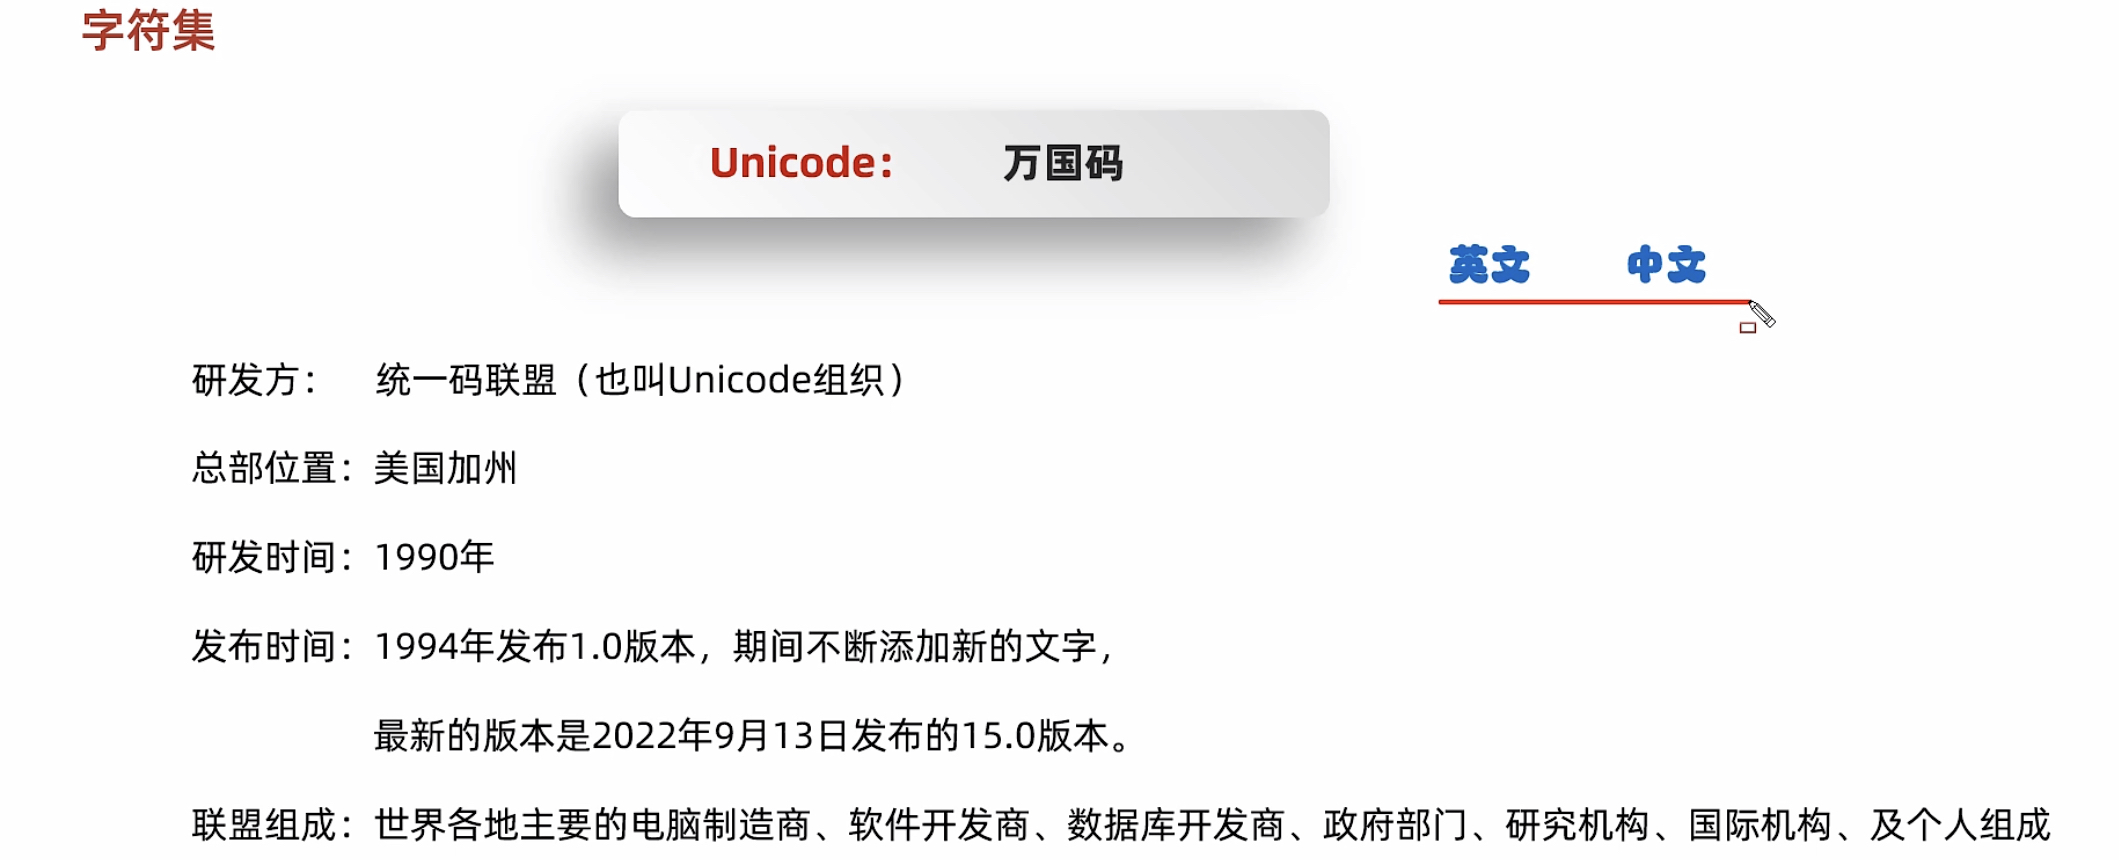 字符集
Unicode： 万国码
英文 中文
研发方： 统一码联盟（也叫Unicode组织）
总部位置：美国加州
研发时间：1990年
发布时间：1994年发布1.0版本，期间不断添加新的文字，
最新的版本是2022年9月13日发布的15.0版本。
联盟组成：世界各地主要的电脑制造商、软件开发商、数据库开发商、政府部门、研究机构、国际机构、及个人组成